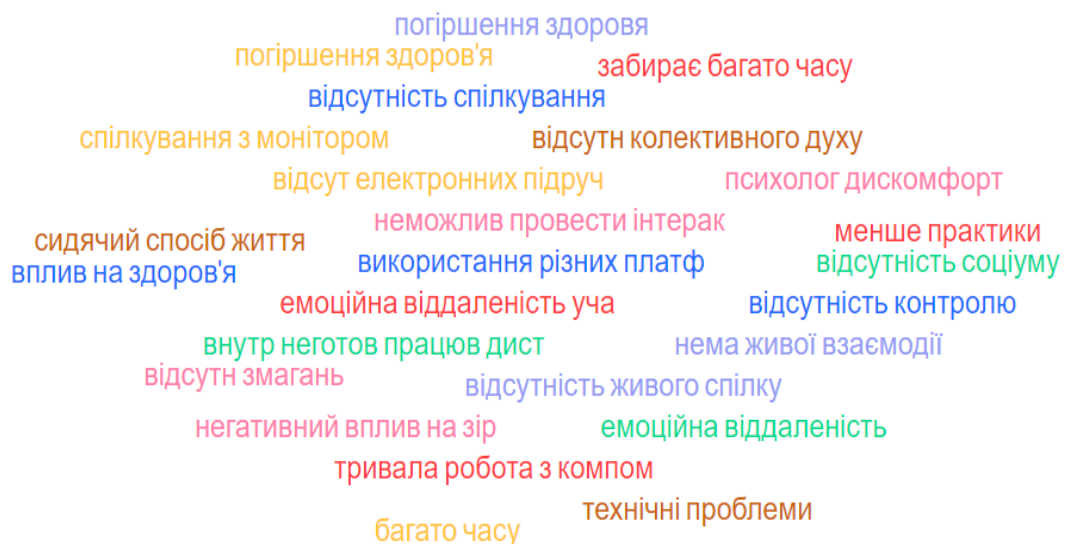 погіршення здоровя
погіршення здоров'я
забирає багато часу
відсутність спілкування
спілкування з монітором
відсутн колективного духу
відсут електронних підруч
психолог дискомфорт
неможлив провести інтерак
менше практики
сидячий спосіб життя
вплив на здоров'я
використання різних платф
відсутність соціуму
емоційна віддаленість уча
відсутність контролю
внутр неготов працюв дист
нема живої взаємодії
відсутн змагань
відсутність живого спілку
негативний вплив на зір
емоційна віддаленість
тривала робота з компом
технічні проблеми
багато часу